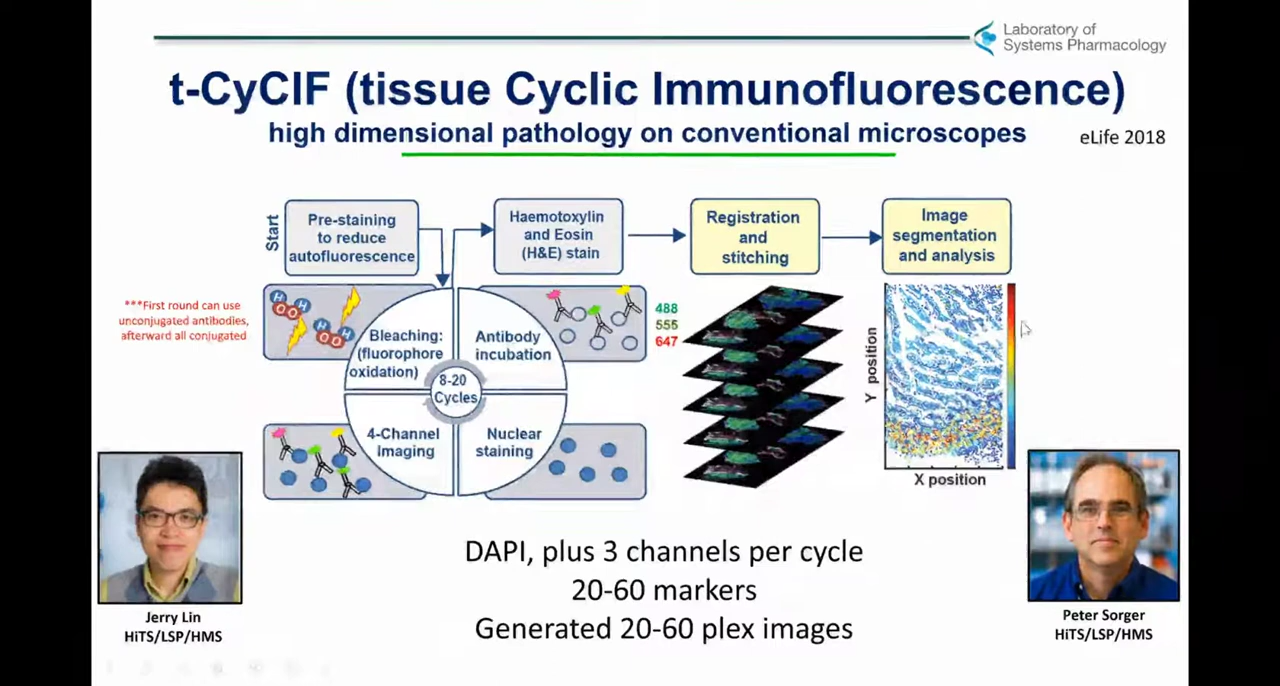 Laboratory of
Systems Pharmacology
t-CyCIF (tissue Cyclic Immunofluorescence)
high dimensional pathology on conventional microscopes
eLife 2018
Start
Pre-staining
to reduce
autofluorescence
Haemotoxylin
and Eosin
(H&E) stain
Registration
and
stitching
Image
segmentation
and analysis
***First round can use
unconjugated antibodies,
afterward all conjugated
H
H
O
O
H
H
O
O
Bleaching:
(fluorophore
oxidation)
Antibody
incubation
8-20
Cycles
4-Channel
Imaging
Nuclear
staining
488
555
647
Y position
X position
DAPI, plus 3 channels per cycle
20-60 markers
Generated 20-60 plex images
Jerry Lin
HiTS/LSP/HMS
Peter Sorger
HiTS/LSP/HMS